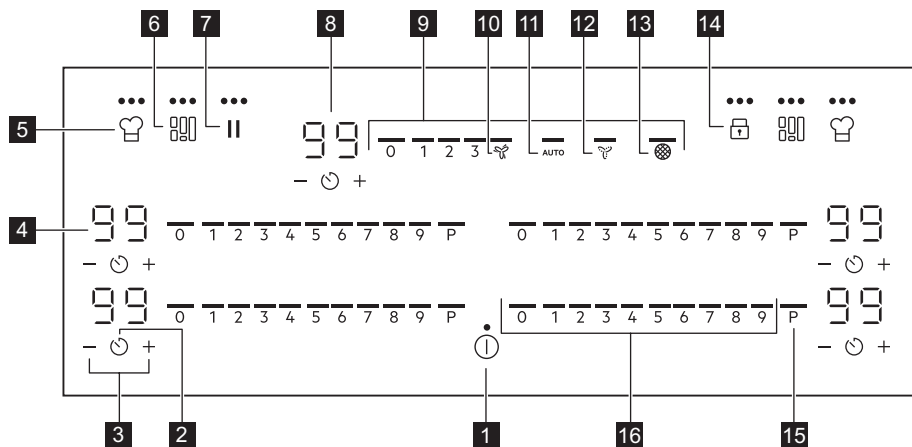 6 7 8 9 10 11 12 13 14
5
99
0 1 2 3 AUTO
− +
4 99 0 1 2 3 4 5 6 7 8 9 P 0 1 2 3 4 5 6 7 8 9 P 99
− + − +
99 0 1 2 3 4 5 6 7 8 9 P 0 1 2 3 4 5 6 7 8 9 P 99
− + − +
3 2 1 16 15